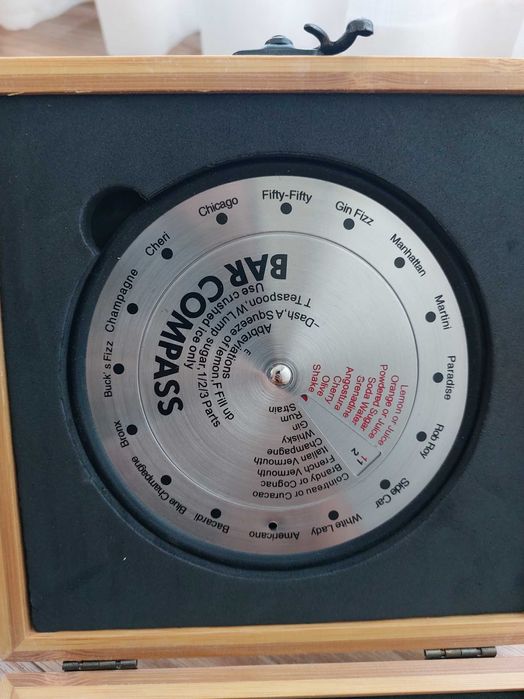 Fifty-Fifty
Gin Fizz
Manhattan
Martini
Paradise
Rob Roy
Side Car
White Lady
Americano
Bacardi
Blue Champagne
Bronx
Buck's Fizz
Champagne
Cheri
Chicago
BAR COMPASS
Use crushed ice only
T Teaspoon,W Lump sugar,1/2/3 Parts
–Dash,A Squeeze of lemon,F Fill up
Abbreviations
Lemon or Juice
Orange or Juice
Powdered Sugar
Soda Water
Grenadine
Angostura
Cherry
Olive
Shake
Strain
Rum
Gin
Whisky
Champagne
Italian Vermouth
French Vermouth
Brandy or Cognac
Cointreau or Curacao
1 1
2